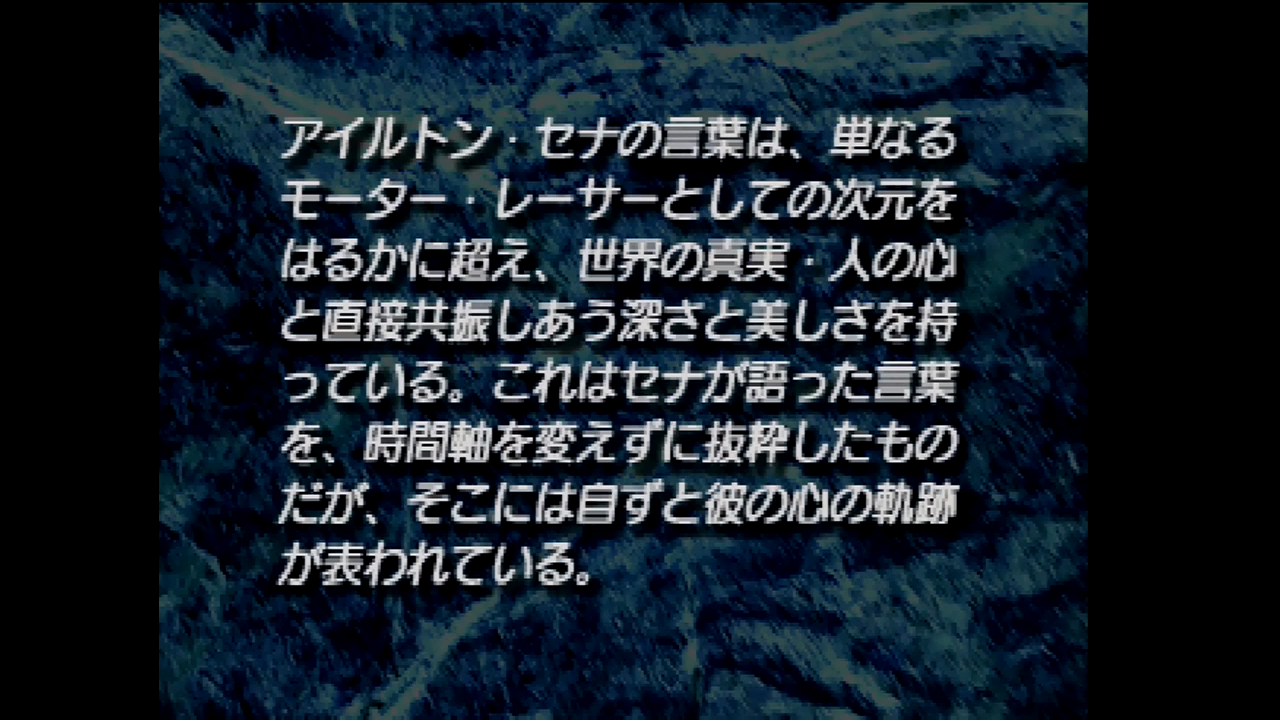 アイルトン・セナの言葉は、単なる
モーター・レーサーとしての次元を
はるかに超え、世界の真実・人の心
と直接共振しあう深さと美しさを持
っている。これはセナが語った言葉
を、時間軸を変えずに抜粋したもの
だが、そこには自ずと彼の心の軌跡
が表われている。